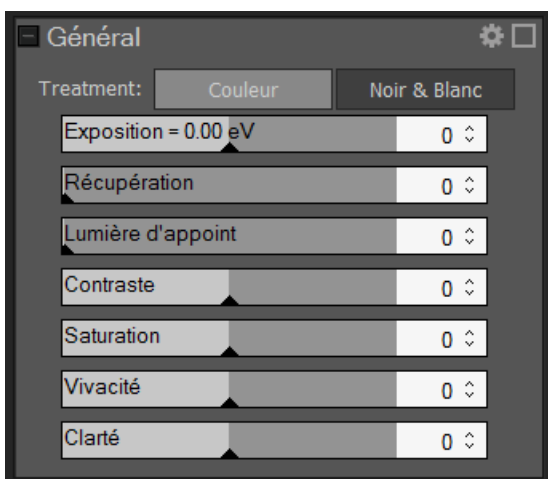 Général
Treatment: Couleur Noir & Blanc
Exposition = 0.00 eV 0
Récupération 0
Lumière d'appoint 0
Contraste 0
Saturation 0
Vivacité 0
Clarté 0